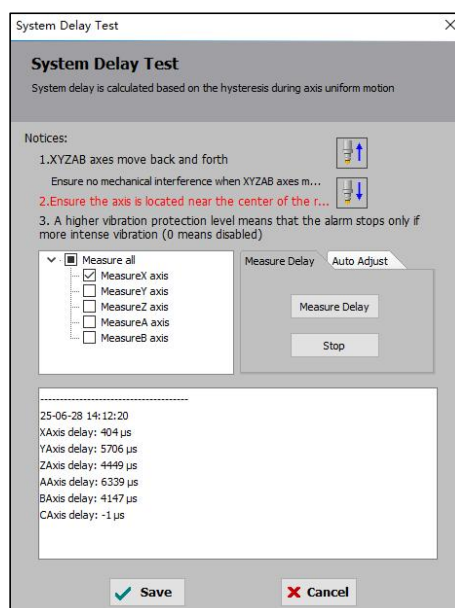 System Delay Test
System Delay Test
System delay is calculated based on the hysteresis during axis uniform motion
Notices:
1.XYZAB axes move back and forth
Ensure no mechanical interference when XYZAB axes m...
2.Ensure the axis is located near the center of the r...
3. A higher vibration protection level means that the alarm stops only if
more intense vibration (0 means disabled)
Measure all
MeasureX axis
MeasureY axis
MeasureZ axis
MeasureA axis
MeasureB axis
Measure Delay
Auto Adjust
Measure Delay
Stop
--------------------------------------
25-06-28 14:12:20
XAxis delay: 404 μs
YAxis delay: 5706 μs
ZAxis delay: 4449 μs
AAxis delay: 6339 μs
BAxis delay: 4147 μs
CAxis delay: -1 μs
Save
Cancel